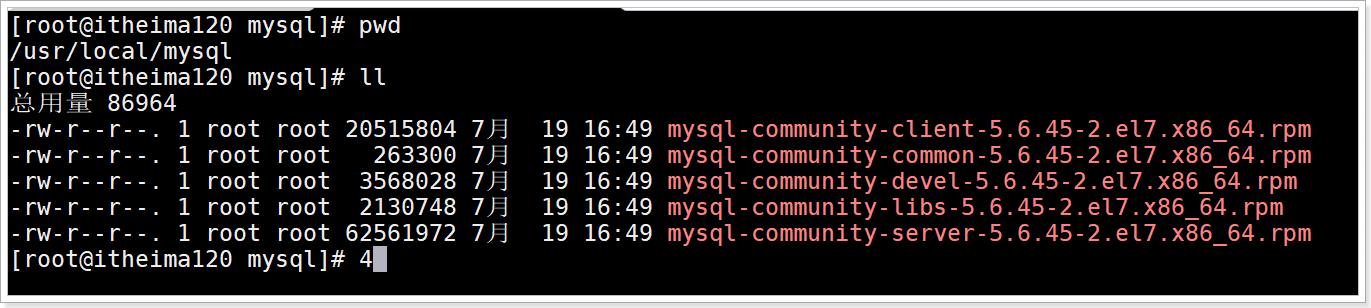 [root@itheima120 mysql]# pwd
/usr/local/mysql
[root@itheima120 mysql]# ll
总用量 86964
-rw-r--r--. 1 root root 20515804 7月  19 16:49 mysql-community-client-5.6.45-2.el7.x86_64.rpm
-rw-r--r--. 1 root root   263300 7月  19 16:49 mysql-community-common-5.6.45-2.el7.x86_64.rpm
-rw-r--r--. 1 root root  3568028 7月  19 16:49 mysql-community-devel-5.6.45-2.el7.x86_64.rpm
-rw-r--r--. 1 root root  2130748 7月  19 16:49 mysql-community-libs-5.6.45-2.el7.x86_64.rpm
-rw-r--r--. 1 root root 62561972 7月  19 16:49 mysql-community-server-5.6.45-2.el7.x86_64.rpm
[root@itheima120 mysql]# 4